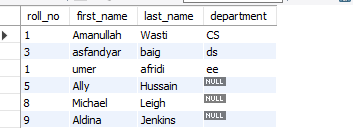 roll_no first_name last_name department
1 Amanullah Wasti CS
3 asfandyar baig ds
1 umer afridi ee
5 Ally Hussain NULL
8 Michael Leigh NULL
9 Aldina Jenkins NULL